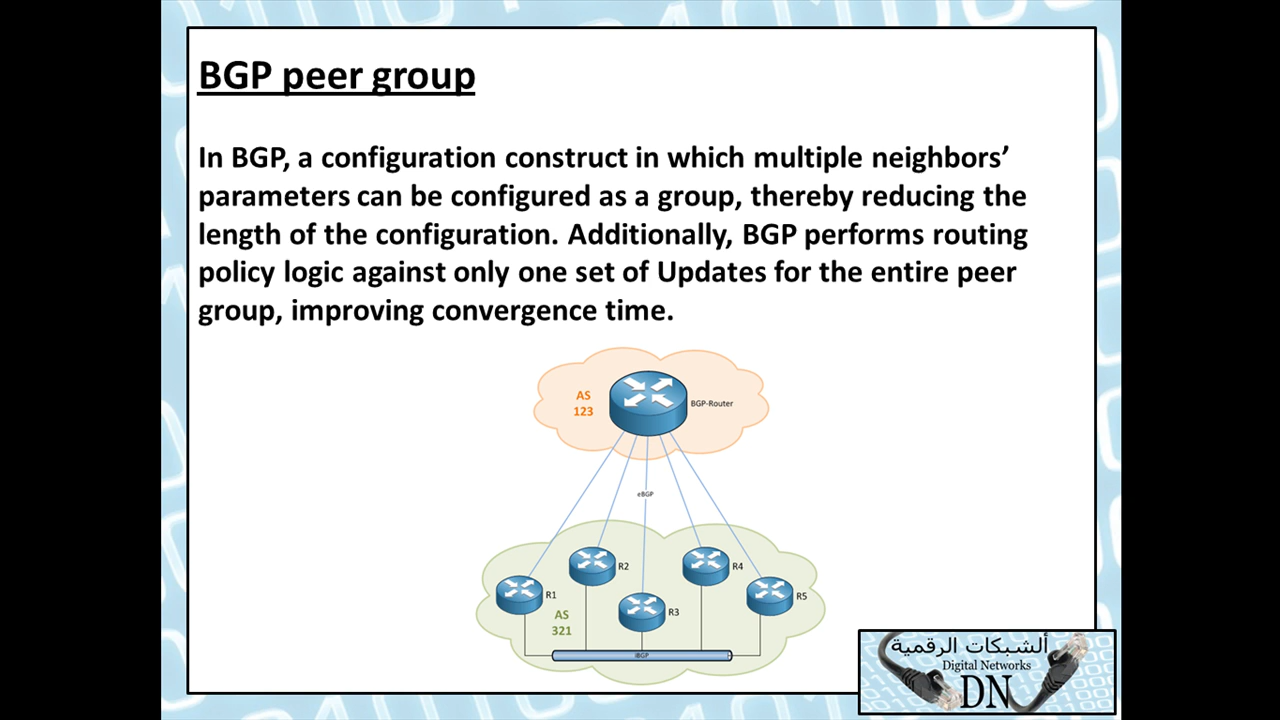 BGP peer group
In BGP, a configuration construct in which multiple neighbors’
parameters can be configured as a group, thereby reducing the
length of the configuration. Additionally, BGP performs routing
policy logic against only one set of Updates for the entire peer
group, improving convergence time.
AS
123
BGP-Router
eBGP
R2
R4
R1
R5
R3
AS
321
iBGP
ألشبكات الرقمية
Digital Networks
DN